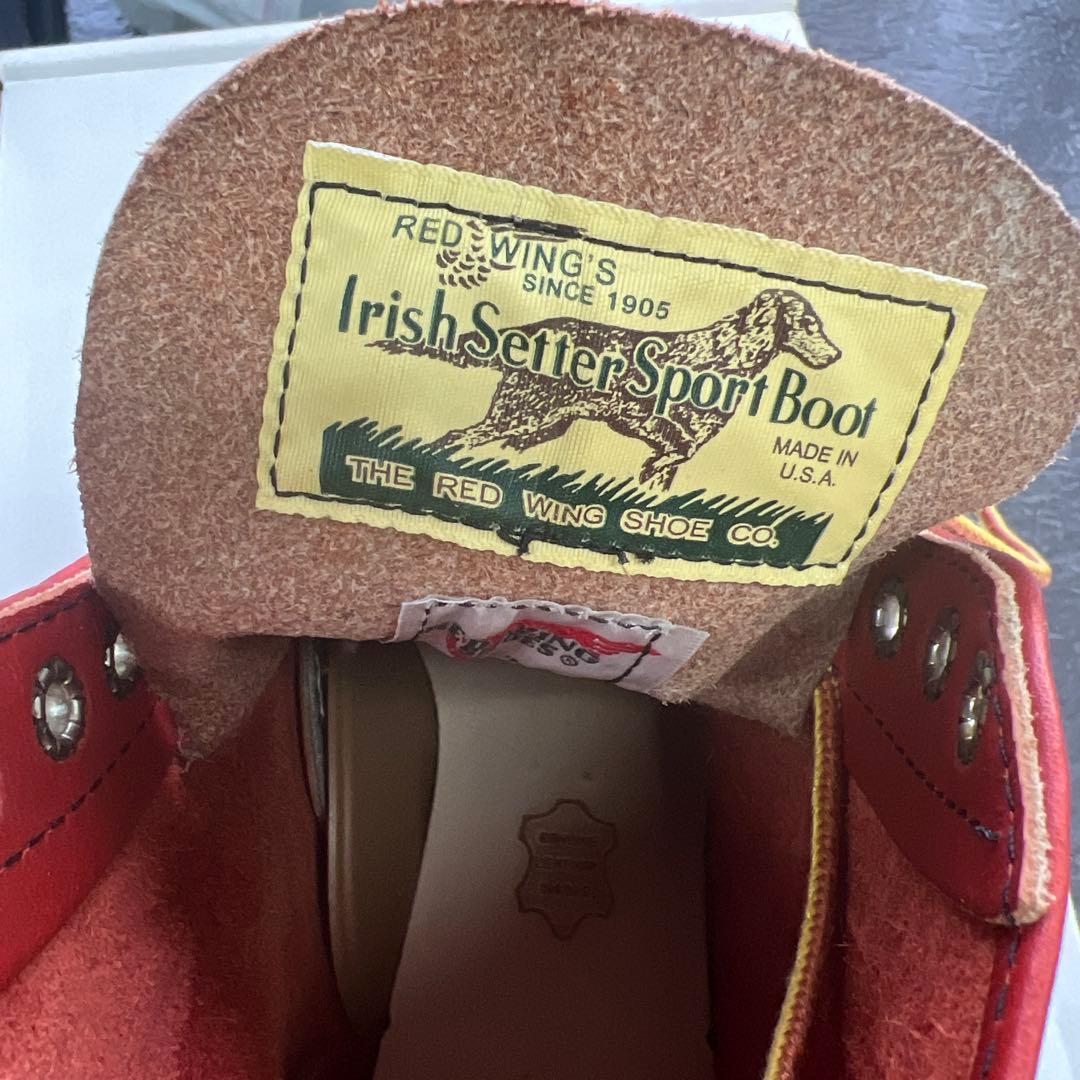 RED WING'S
SINCE 1905
Irish Setter Sport Boot
MADE IN
U.S.A.
THE RED WING SHOE CO.